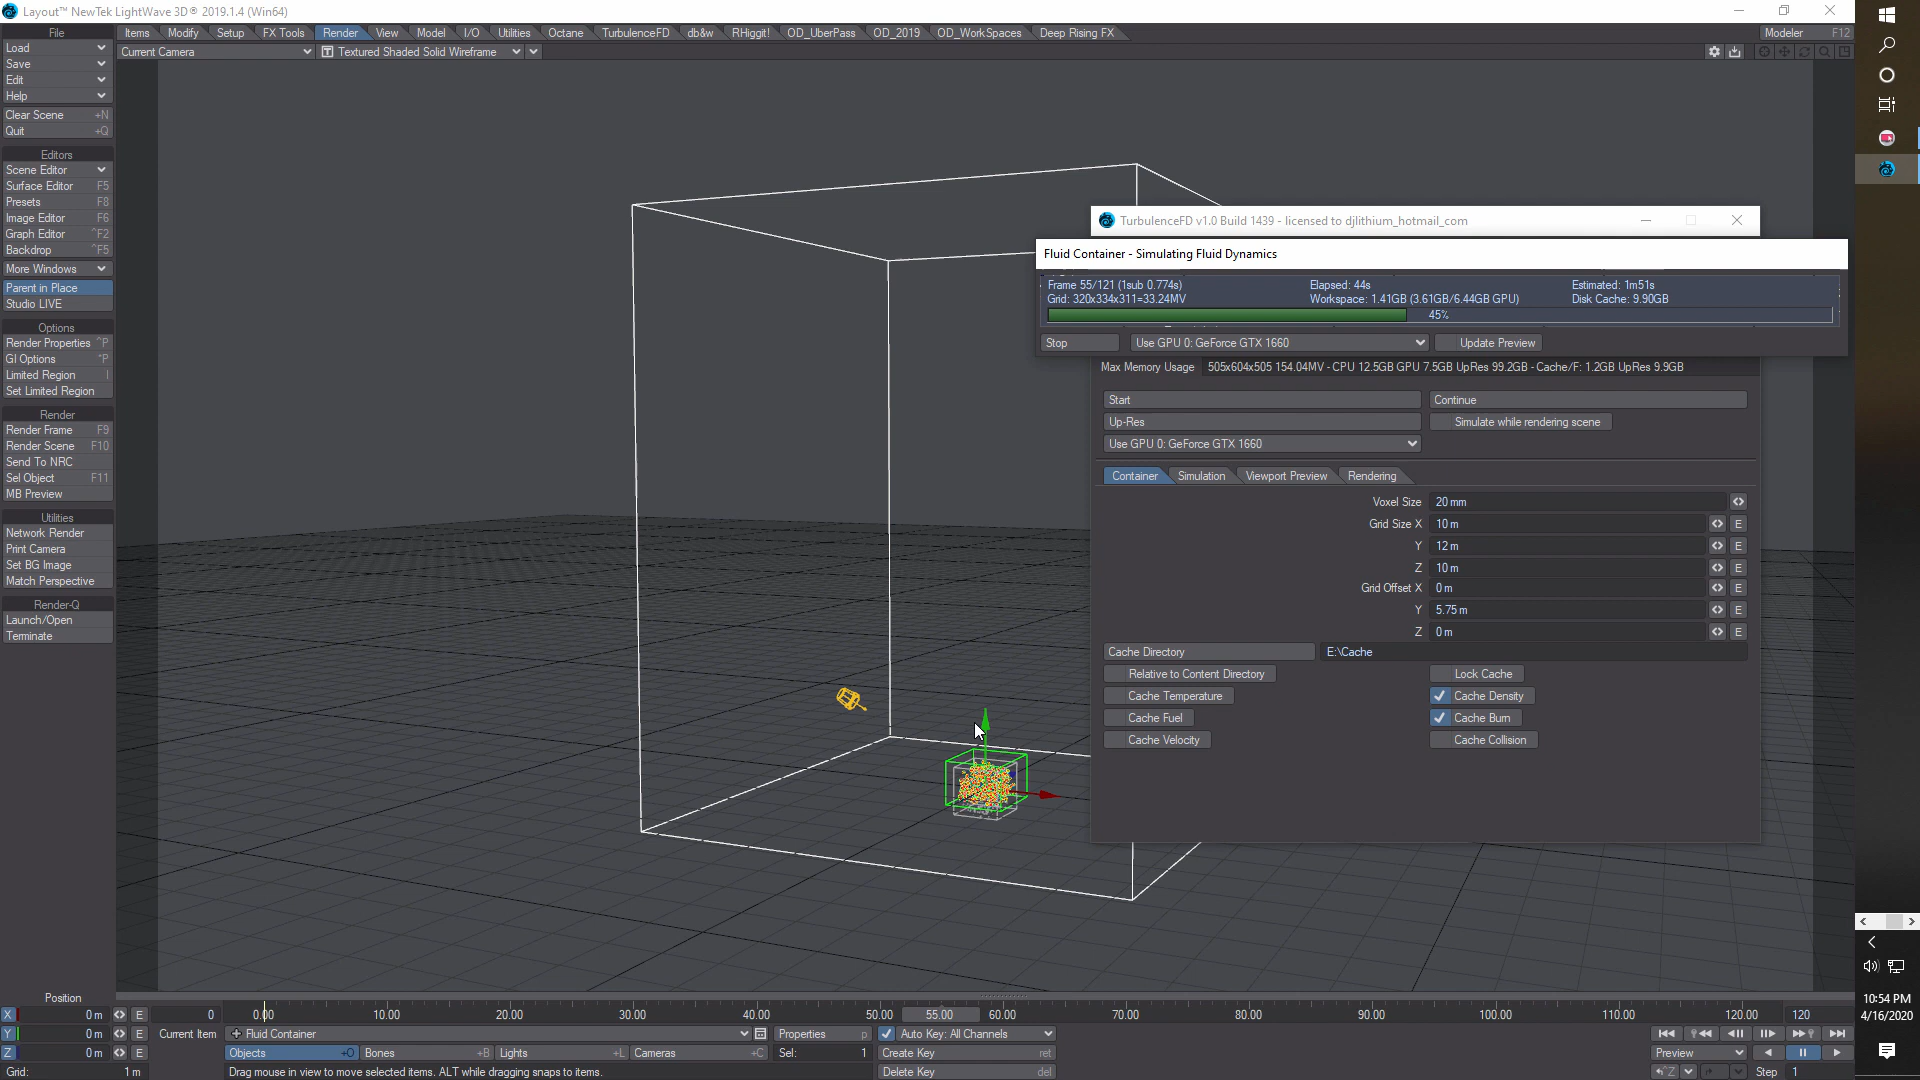 Layout™ NewTek LightWave 3D® 2019.1.4 (Win64)
File Items Modify Setup FX Tools Render View Model I/O Utilities Octane TurbulenceFD db&w RHiggit! OD_UberPass OD_2019 OD_WorkSpaces Deep Rising FX Modeler F12
Load Current Camera Textured Shaded Solid Wireframe
Save
Edit
Help
Clear Scene +N
Quit +Q
Editors
Scene Editor
Surface Editor F5
Presets F8
Image Editor F6
Graph Editor ^F2
Backdrop ^F5
More Windows
Parent in Place
Studio LIVE
Options
Render Properties ^P
GI Options *P
Limited Region l
Set Limited Region
Render
Render Frame F9
Render Scene F10
Send To NRC
Sel Object F11
MB Preview
Utilities
Network Render
Print Camera
Set BG Image
Match Perspective
Render-Q
Launch/Open
Terminate
TurbulenceFD v1.0 Build 1439 - licensed to djlithium_hotmail_com
Fluid Container - Simulating Fluid Dynamics
Frame 55/121 (1sub 0.774s) Elapsed: 44s Estimated: 1m51s
Grid: 320x334x311=33.24MV Workspace: 1.41GB (3.61GB/6.44GB GPU) Disk Cache: 9.90GB
45%
Stop Use GPU 0: GeForce GTX 1660 Update Preview
Max Memory Usage 505x604x505 154.04MV - CPU 12.5GB GPU 7.5GB UpRes 99.2GB - Cache/F: 1.2GB UpRes 9.9GB
Start Continue
Up-Res Simulate while rendering scene
Use GPU 0: GeForce GTX 1660
Container Simulation Viewport Preview Rendering
Voxel Size 20 mm
Grid Size X 10 m E
Y 12 m E
Z 10 m E
Grid Offset X 0 m E
Y 5.75 m E
Z 0 m E
Cache Directory E:\Cache
Relative to Content Directory Lock Cache
Cache Temperature Cache Density
Cache Fuel Cache Burn
Cache Velocity Cache Collision
10:54 PM
4/16/2020
Position
X 0 m E 0 0.00 10.00 20.00 30.00 40.00 50.00 55.00 60.00 70.00 80.00 90.00 100.00 110.00 120.00 120
Y 0 m E Current Item Fluid Container Properties p Auto Key: All Channels
Z 0 m E Objects +O Bones +B Lights +L Cameras +C Sel: 1 Create Key ret Preview
Grid: 1 m Drag mouse in view to move selected items. ALT while dragging snaps to items. Delete Key del Step 1